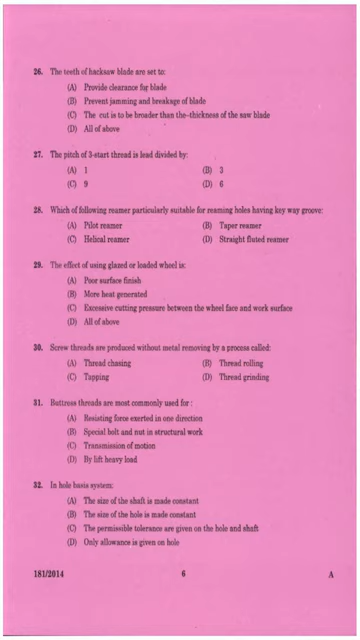 26. The teeth of hacksaw blade are set to:
(A) Provide clearance for blade
(B) Prevent jamming and breakage of blade
(C) The cut is to be broader than the-thickness of the saw blade
(D) All of above
27. The pitch of 3-start thread is lead divided by:
(A) 1 (B) 3
(C) 9 (D) 6
28. Which of following reamer particularly suitable for reaming holes having key way groove:
(A) Pilot reamer (B) Taper reamer
(C) Helical reamer (D) Straight fluted reamer
29. The effect of using glazed or loaded wheel is:
(A) Poor surface finish
(B) More heat generated
(C) Excessive cutting pressure between the wheel face and work surface
(D) All of above
30. Screw threads are produced without metal removing by a process called:
(A) Thread chasing (B) Thread rolling
(C) Tapping (D) Thread grinding
31. Buttress threads are most commonly used for :
(A) Resisting force exerted in one direction
(B) Special bolt and nut in structural work
(C) Transmission of motion
(D) By lift heavy load
32. In hole basis system:
(A) The size of the shaft is made constant
(B) The size of the hole is made constant
(C) The permissible tolerance are given on the hole and shaft
(D) Only allowance is given on hole
181/2014 6 A